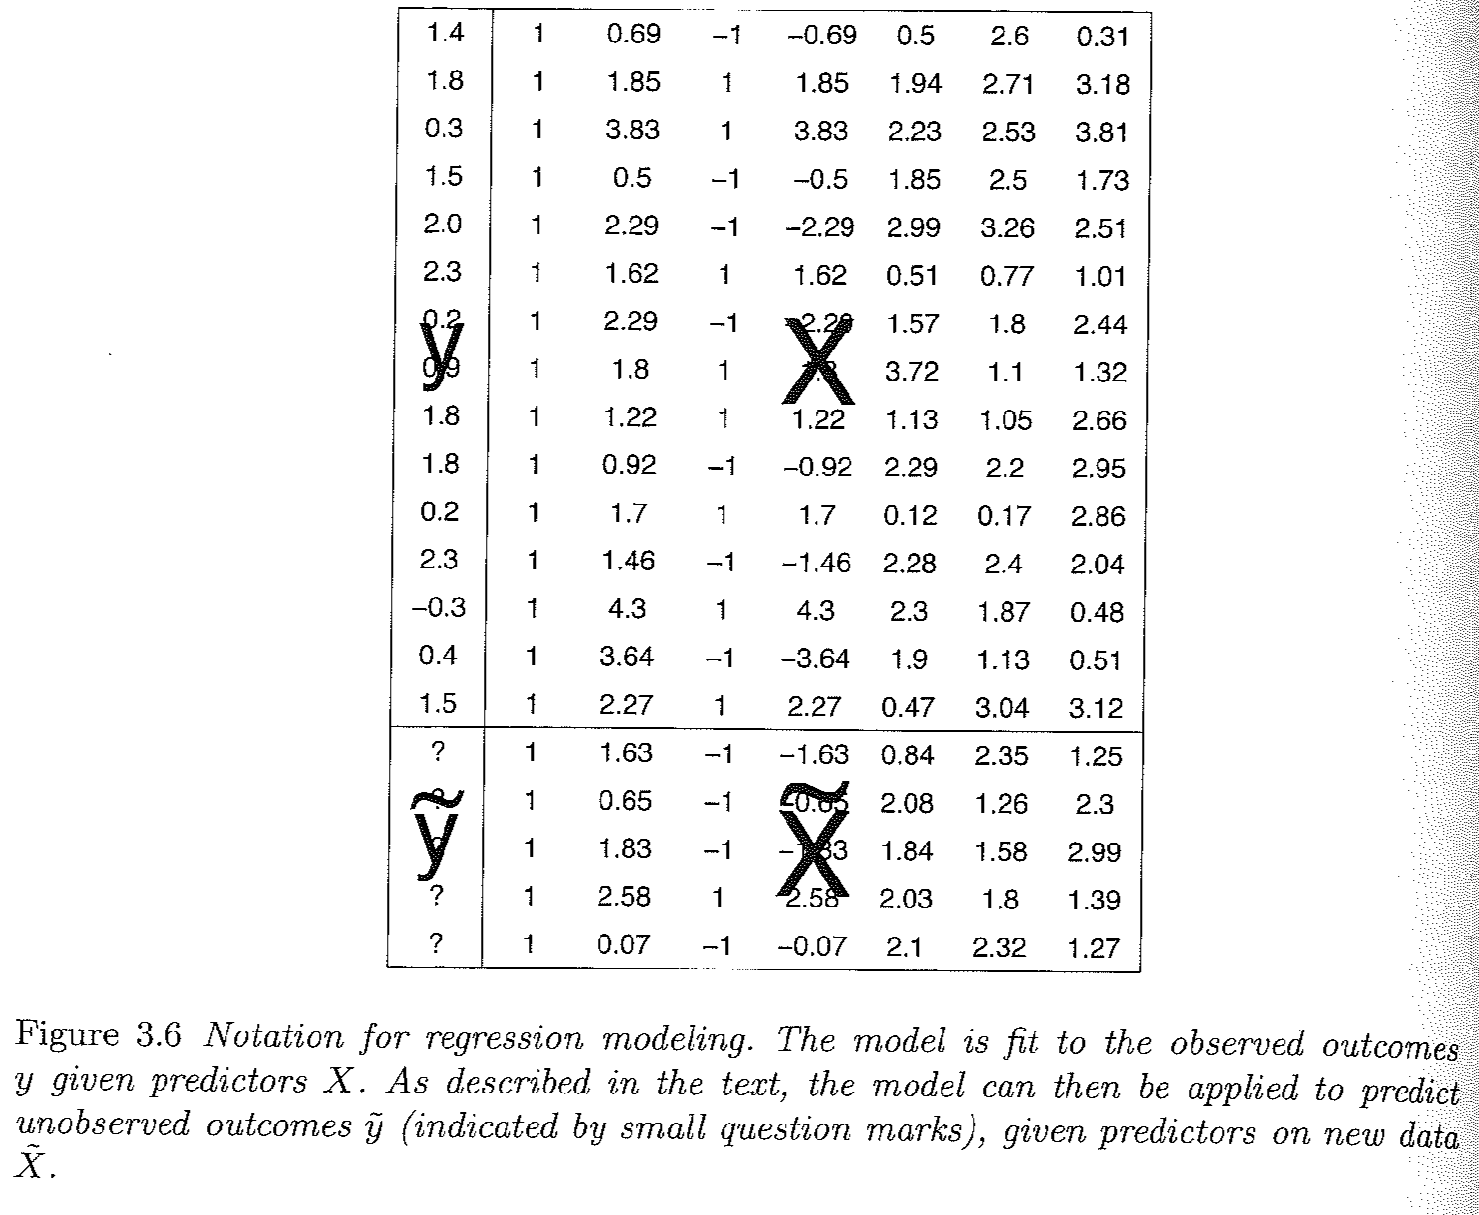 1.4 1 0.69 −1 −0.69 0.5 2.6 0.31
1.8 1 1.85 1 1.85 1.94 2.71 3.18
0.3 1 3.83 1 3.83 2.23 2.53 3.81
1.5 1 0.5 −1 −0.5 1.85 2.5 1.73
2.0 1 2.29 −1 −2.29 2.99 3.26 2.51
2.3 1 1.62 1 1.62 0.51 0.77 1.01
0.2 1 2.29 −1 −2.29 1.57 1.8 2.44
y X
0.9 1 1.8 1 3.72 1.1 1.32
1.8 1 1.22 1 1.22 1.13 1.05 2.66
1.8 1 0.92 −1 −0.92 2.29 2.2 2.95
0.2 1 1.7 1 1.7 0.12 0.17 2.86
2.3 1 1.46 −1 −1.46 2.28 2.4 2.04
−0.3 1 4.3 1 4.3 2.3 1.87 0.48
0.4 1 3.64 −1 −3.64 1.9 1.13 0.51
1.5 1 2.27 1 2.27 0.47 3.04 3.12
? 1 1.63 −1 −1.63 0.84 2.35 1.25
? 1 0.65 −1 −0.65 2.08 1.26 2.3
ỹ X̃
? 1 1.83 −1 −1.83 1.84 1.58 2.99
? 1 2.58 1 2.58 2.03 1.8 1.39
? 1 0.07 −1 −0.07 2.1 2.32 1.27
Figure 3.6 Notation for regression modeling. The model is fit to the observed outcomes
y given predictors X. As described in the text, the model can then be applied to predict
unobserved outcomes ỹ (indicated by small question marks), given predictors on new data
X̃.